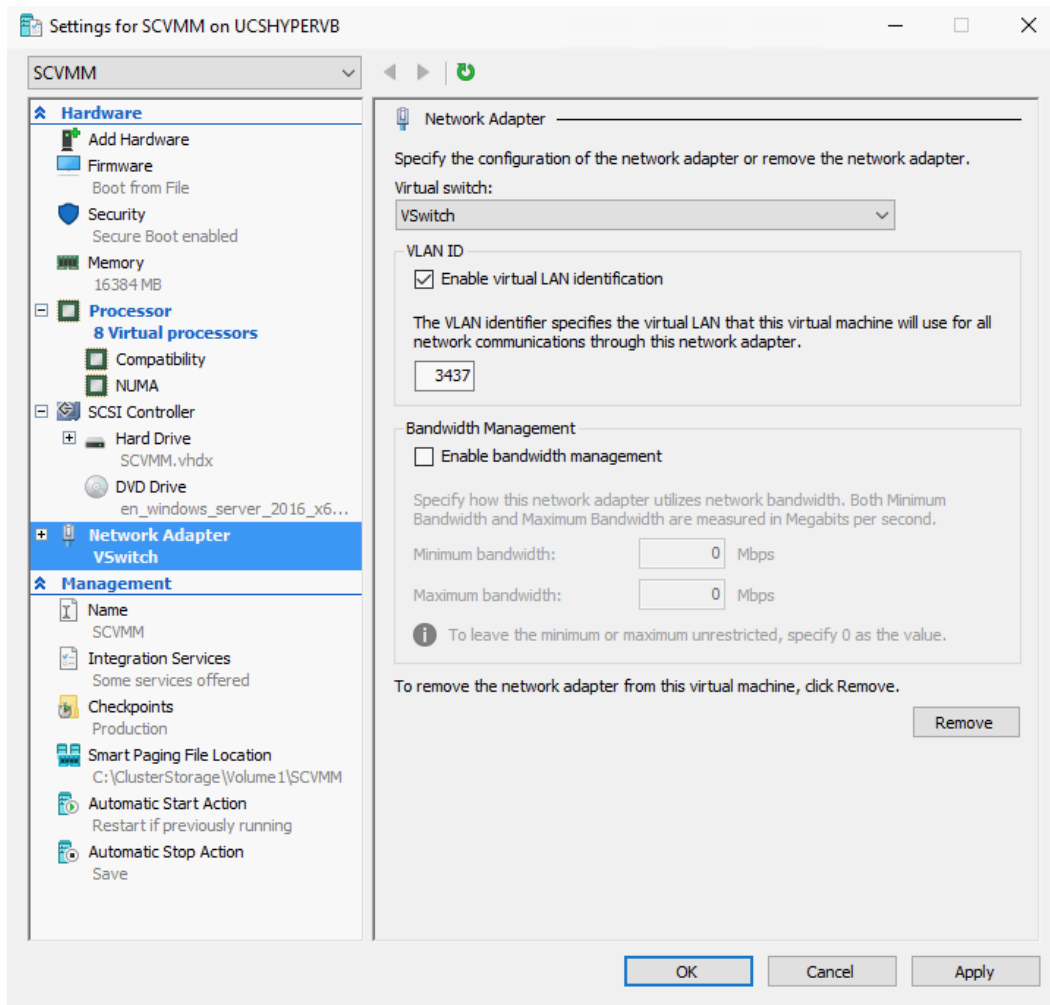 Settings for SCVMM on UCSHYPERVB
SCVMM
Hardware
Add Hardware
Firmware
Boot from File
Security
Secure Boot enabled
Memory
16384 MB
Processor
8 Virtual processors
Compatibility
NUMA
SCSI Controller
Hard Drive
SCVMM.vhdx
DVD Drive
en_windows_server_2016_x6...
Network Adapter
VSwitch
Management
Name
SCVMM
Integration Services
Some services offered
Checkpoints
Production
Smart Paging File Location
C:\ClusterStorage\Volume1\SCVMM
Automatic Start Action
Restart if previously running
Automatic Stop Action
Save
Network Adapter
Specify the configuration of the network adapter or remove the network adapter.
Virtual switch:
VSwitch
VLAN ID
Enable virtual LAN identification
The VLAN identifier specifies the virtual LAN that this virtual machine will use for all
network communications through this network adapter.
3437
Bandwidth Management
Enable bandwidth management
Specify how this network adapter utilizes network bandwidth. Both Minimum
Bandwidth and Maximum Bandwidth are measured in Megabits per second.
Minimum bandwidth: 0 Mbps
Maximum bandwidth: 0 Mbps
To leave the minimum or maximum unrestricted, specify 0 as the value.
To remove the network adapter from this virtual machine, click Remove.
Remove
OK Cancel Apply